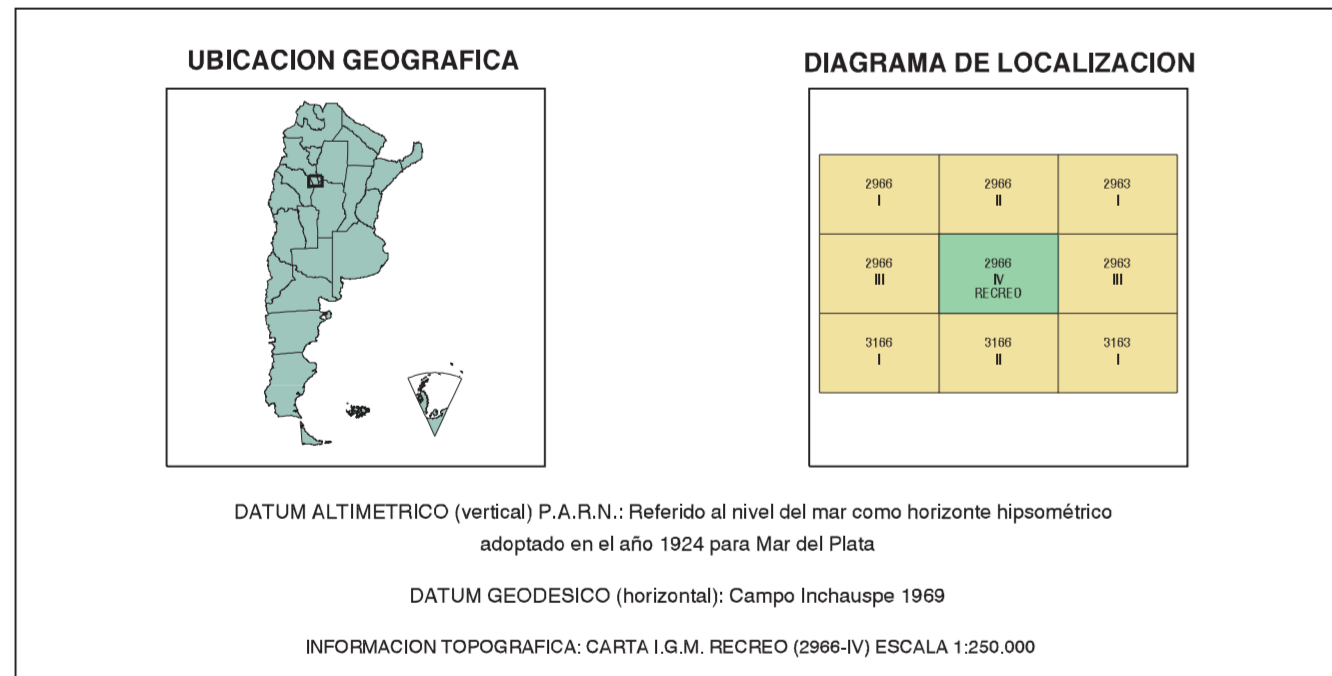 UBICACION GEOGRAFICA
DIAGRAMA DE LOCALIZACION
2966
I
2966
II
2963
I
2966
III
2966
IV
RECREO
2963
III
3166
I
3166
II
3163
I
DATUM ALTIMETRICO (vertical) P.A.R.N.: Referido al nivel del mar como horizonte hipsométrico
adoptado en el año 1924 para Mar del Plata
DATUM GEODESICO (horizontal): Campo Inchauspe 1969
INFORMACION TOPOGRAFICA: CARTA I.G.M. RECREO (2966-IV) ESCALA 1:250.000